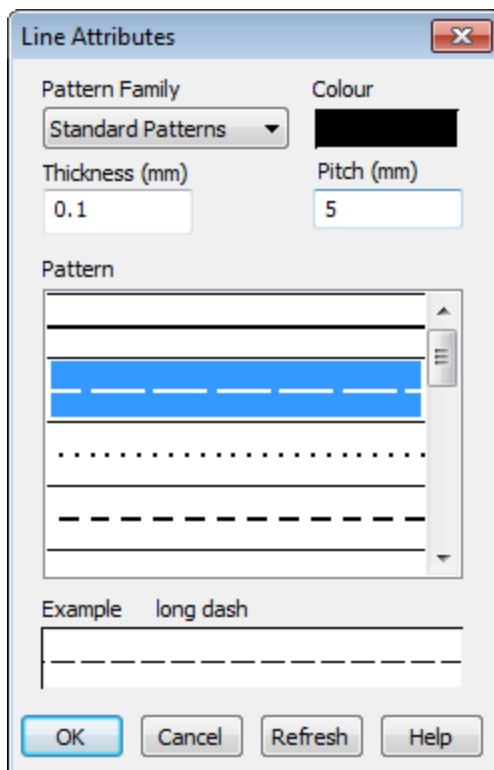 Line Attributes
Pattern Family Colour
Standard Patterns
Thickness (mm) Pitch (mm)
0.1 5
Pattern
Example long dash
OK Cancel Refresh Help